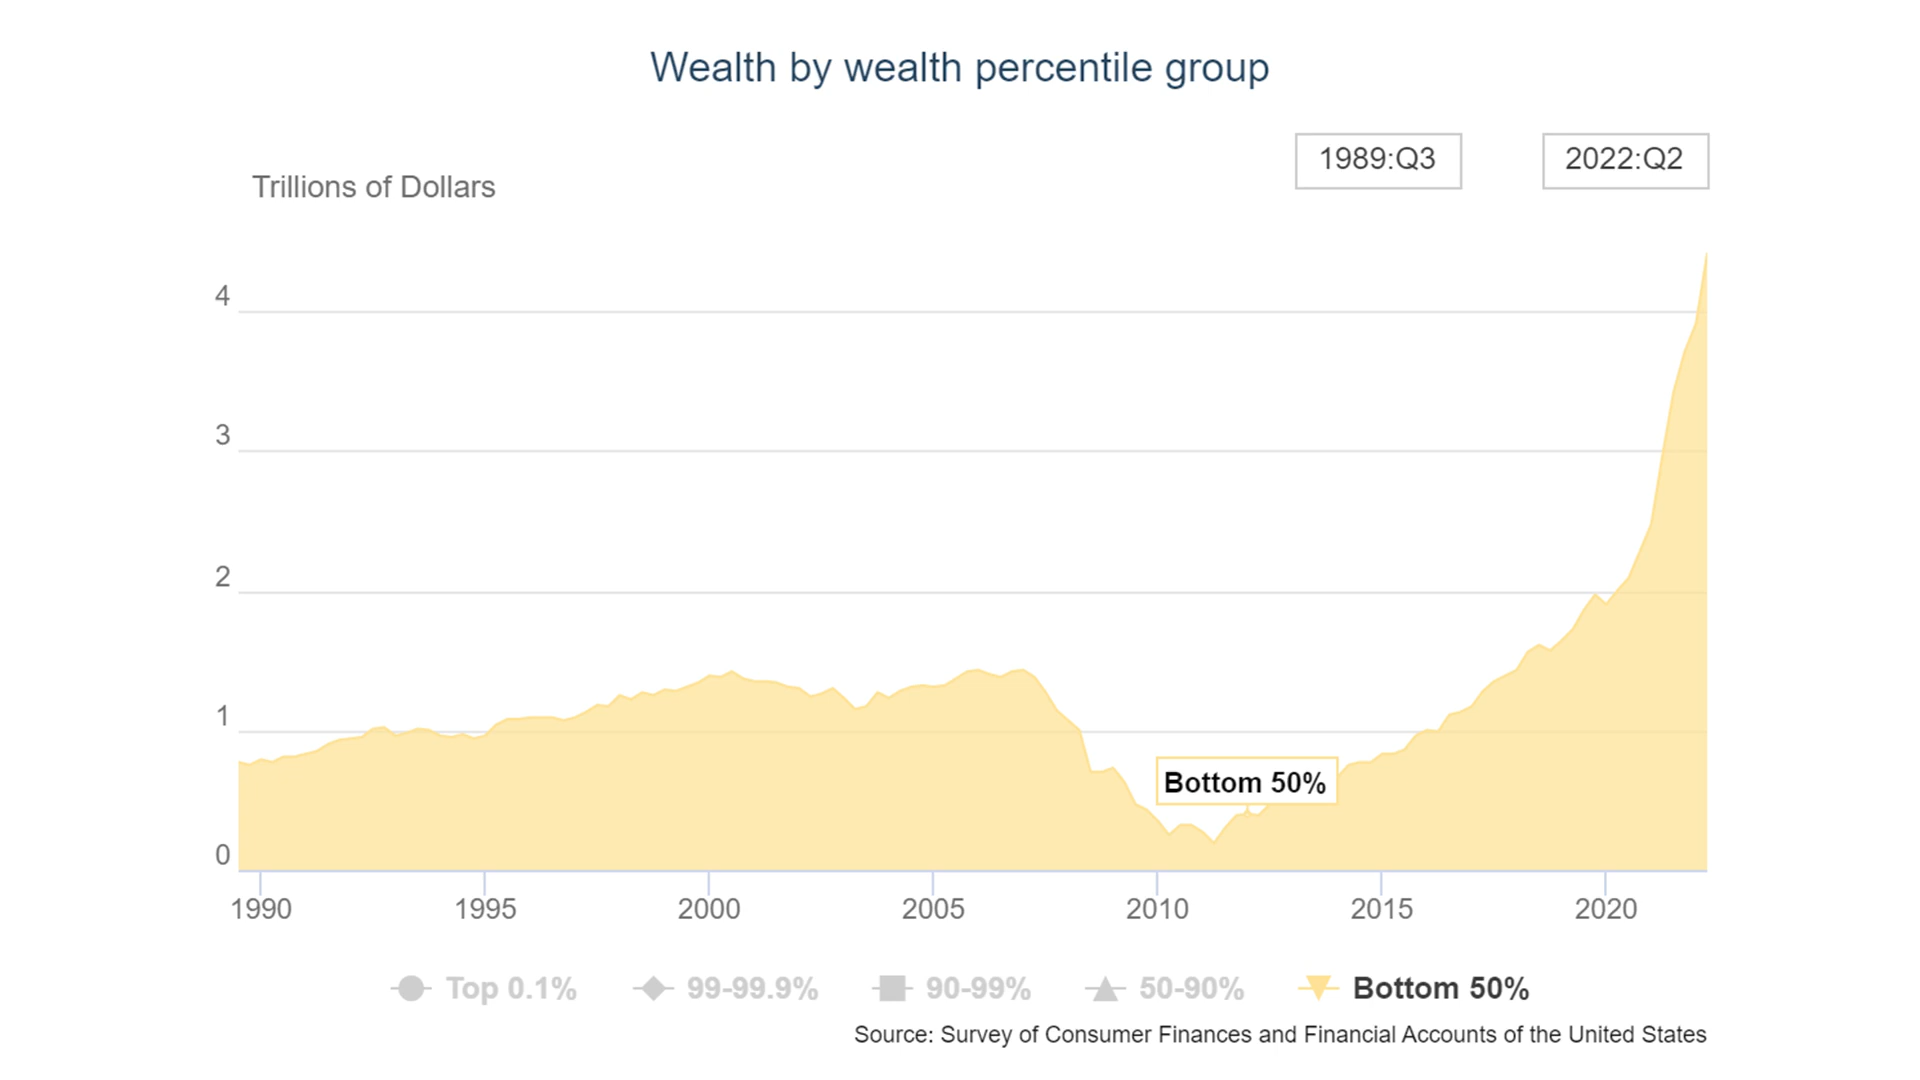 Wealth by wealth percentile group
1989:Q3 2022:Q2
Trillions of Dollars
4
3
2
1
Bottom 50%
0
1990 1995 2000 2005 2010 2015 2020
Top 0.1% 99-99.9% 90-99% 50-90% Bottom 50%
Source: Survey of Consumer Finances and Financial Accounts of the United States